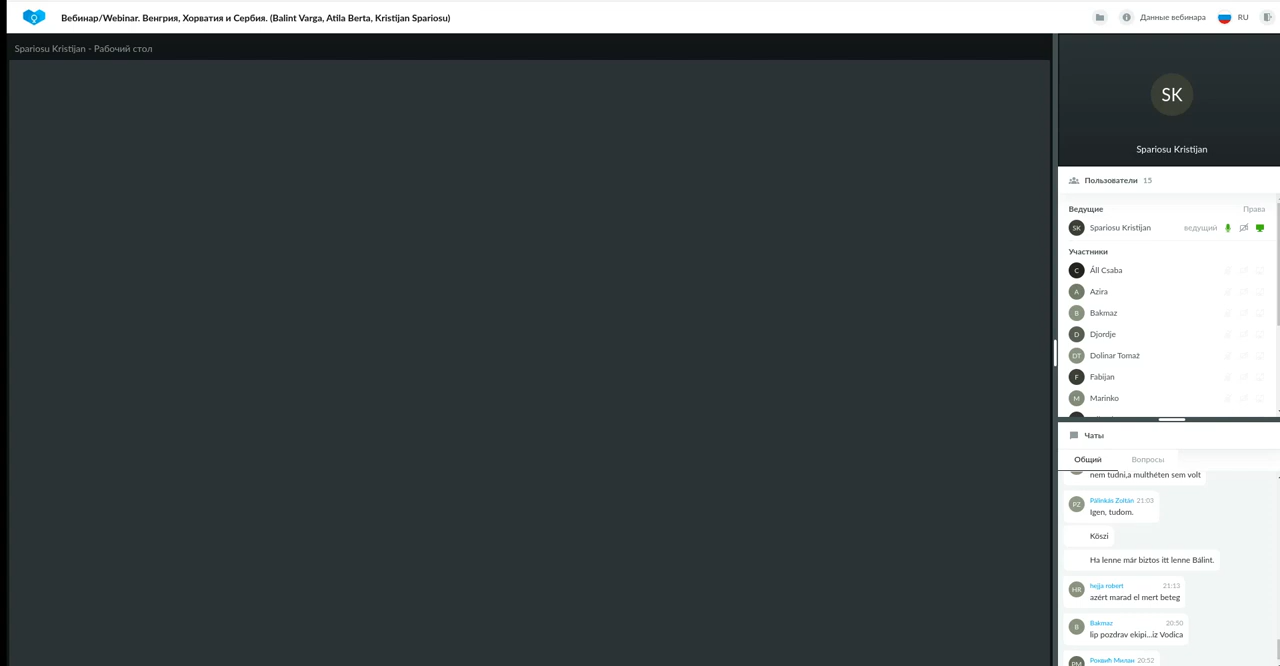 Вебинар/Webinar. Венгрия, Хорватия и Сербия. (Balint Varga, Atila Berta, Kristijan Spariosu)
Данные вебинара
RU
Spariosu Kristijan - Рабочий стол
SK
Spariosu Kristijan
Пользователи 15
Ведущие Права
SK Spariosu Kristijan ведущий
Участники
C Áll Csaba
A Azira
B Bakmaz
D Djordje
DT Dolinar Tomaž
F Fabijan
M Marinko
Чаты
Общий Вопросы
nem tudni,a multhéten sem volt
PZ Pálinkás Zoltán 21:03
Igen, tudom.
Köszi
Ha lenne már biztos itt lenne Bálint.
HR hejja robert 21:13
azért marad el mert beteg
B Bakmaz 20:50
lip pozdrav ekipi...iz Vodica
РМ Роквић Милан 20:52